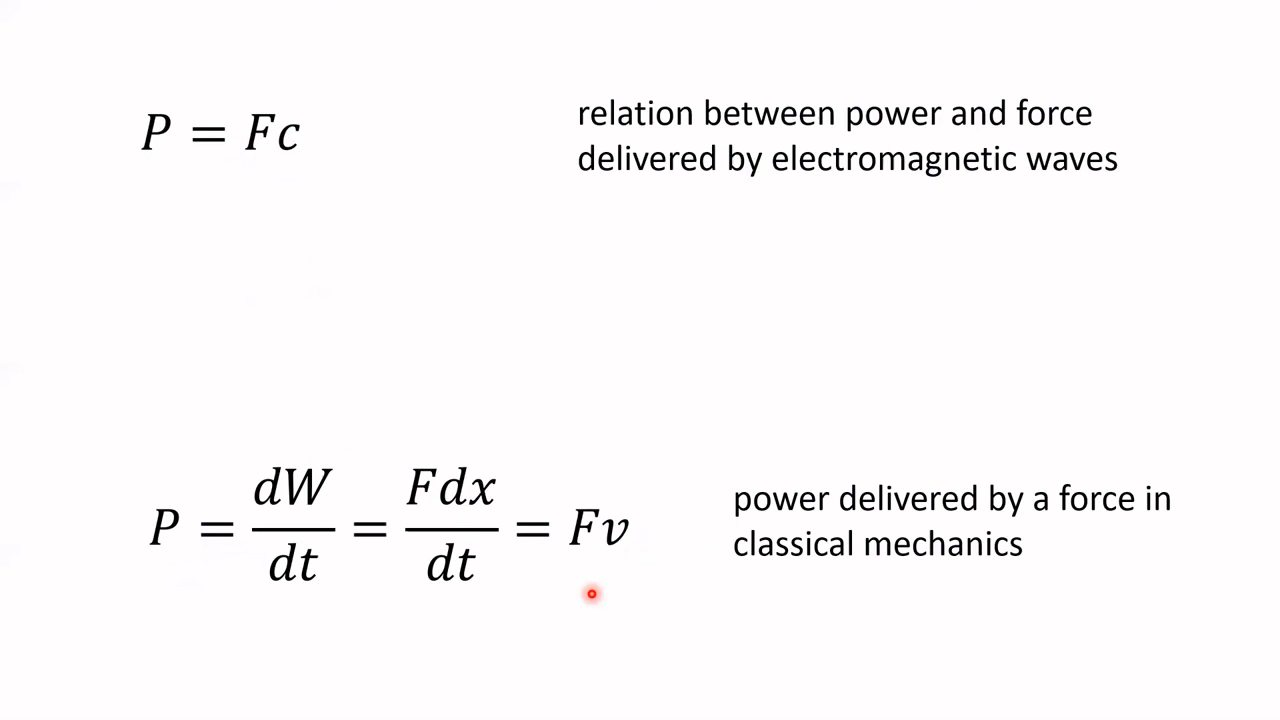 P = Fc
relation between power and force
delivered by electromagnetic waves
P = dW/dt = Fdx/dt = Fv
power delivered by a force in
classical mechanics